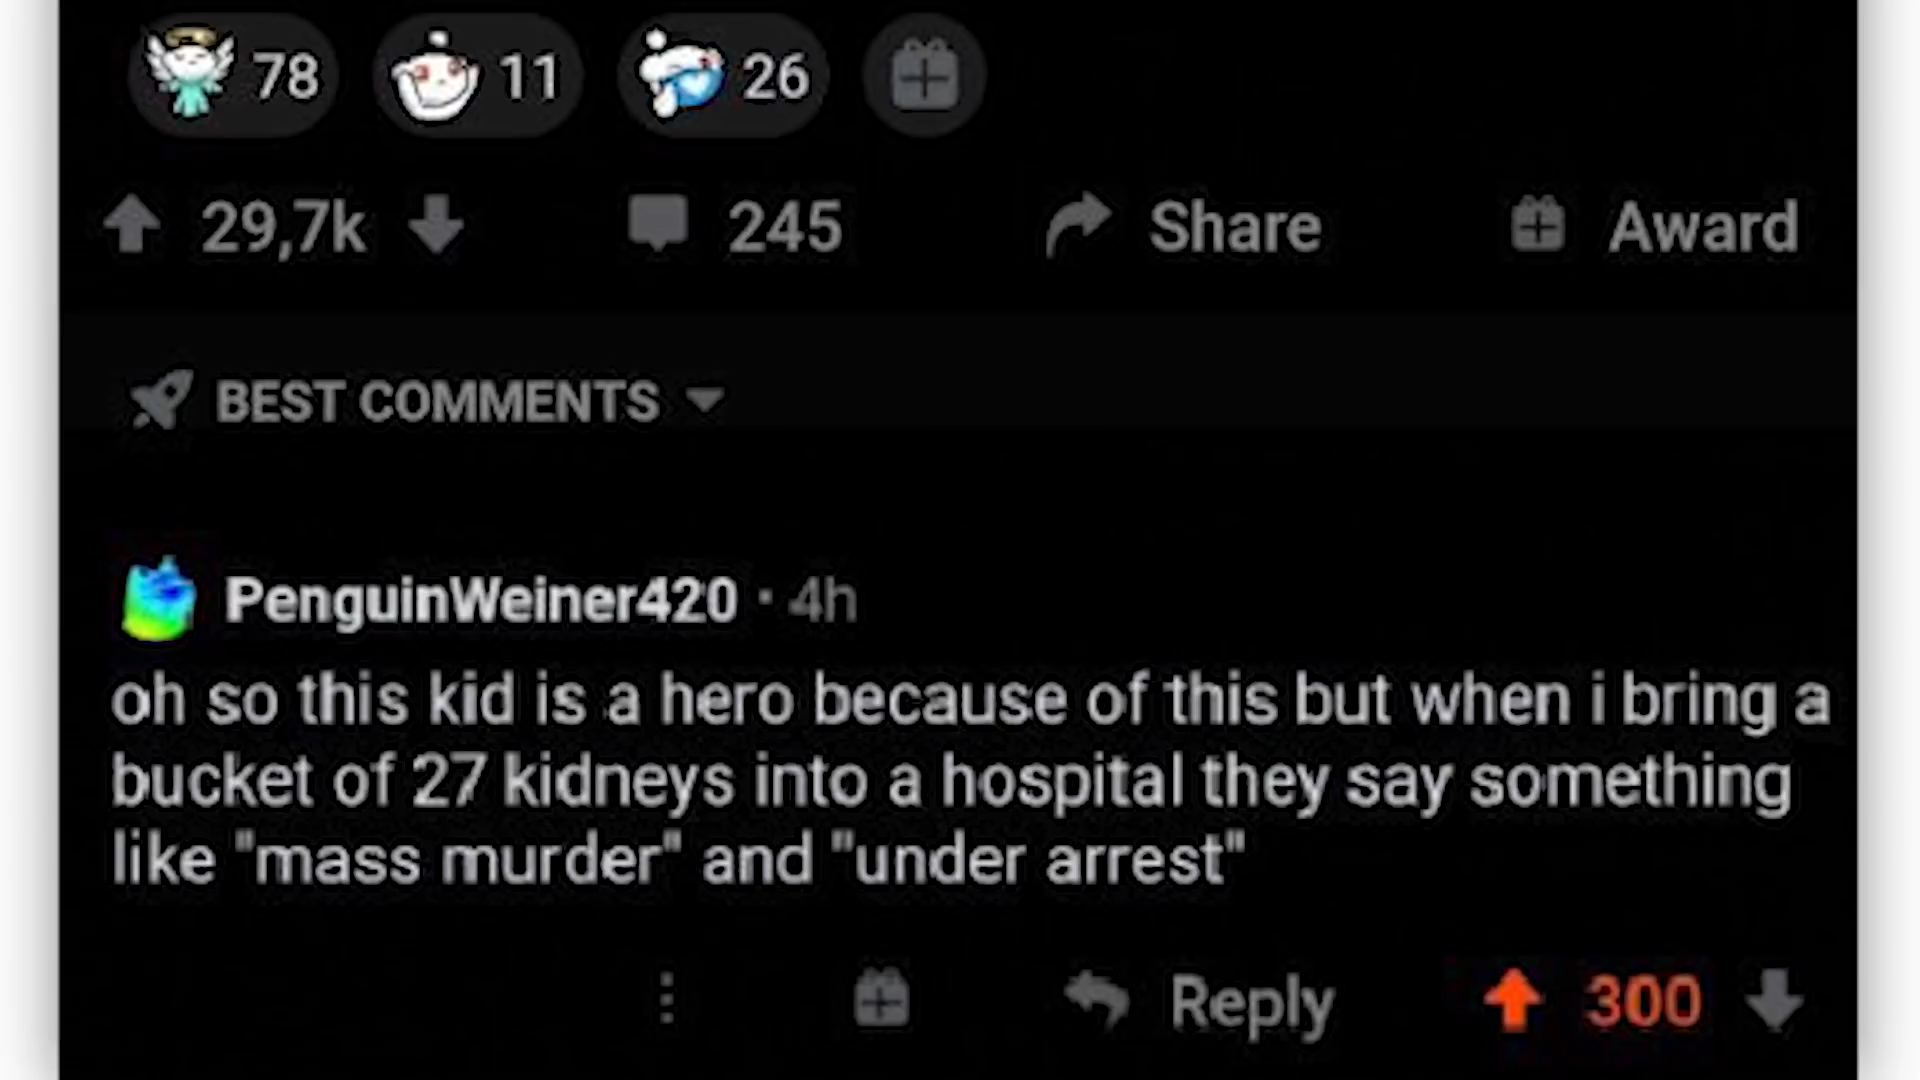 78 11 26
29,7k 245 Share Award
BEST COMMENTS
PenguinWeiner420 · 4h
oh so this kid is a hero because of this but when i bring a
bucket of 27 kidneys into a hospital they say something
like "mass murder" and "under arrest"
Reply 300